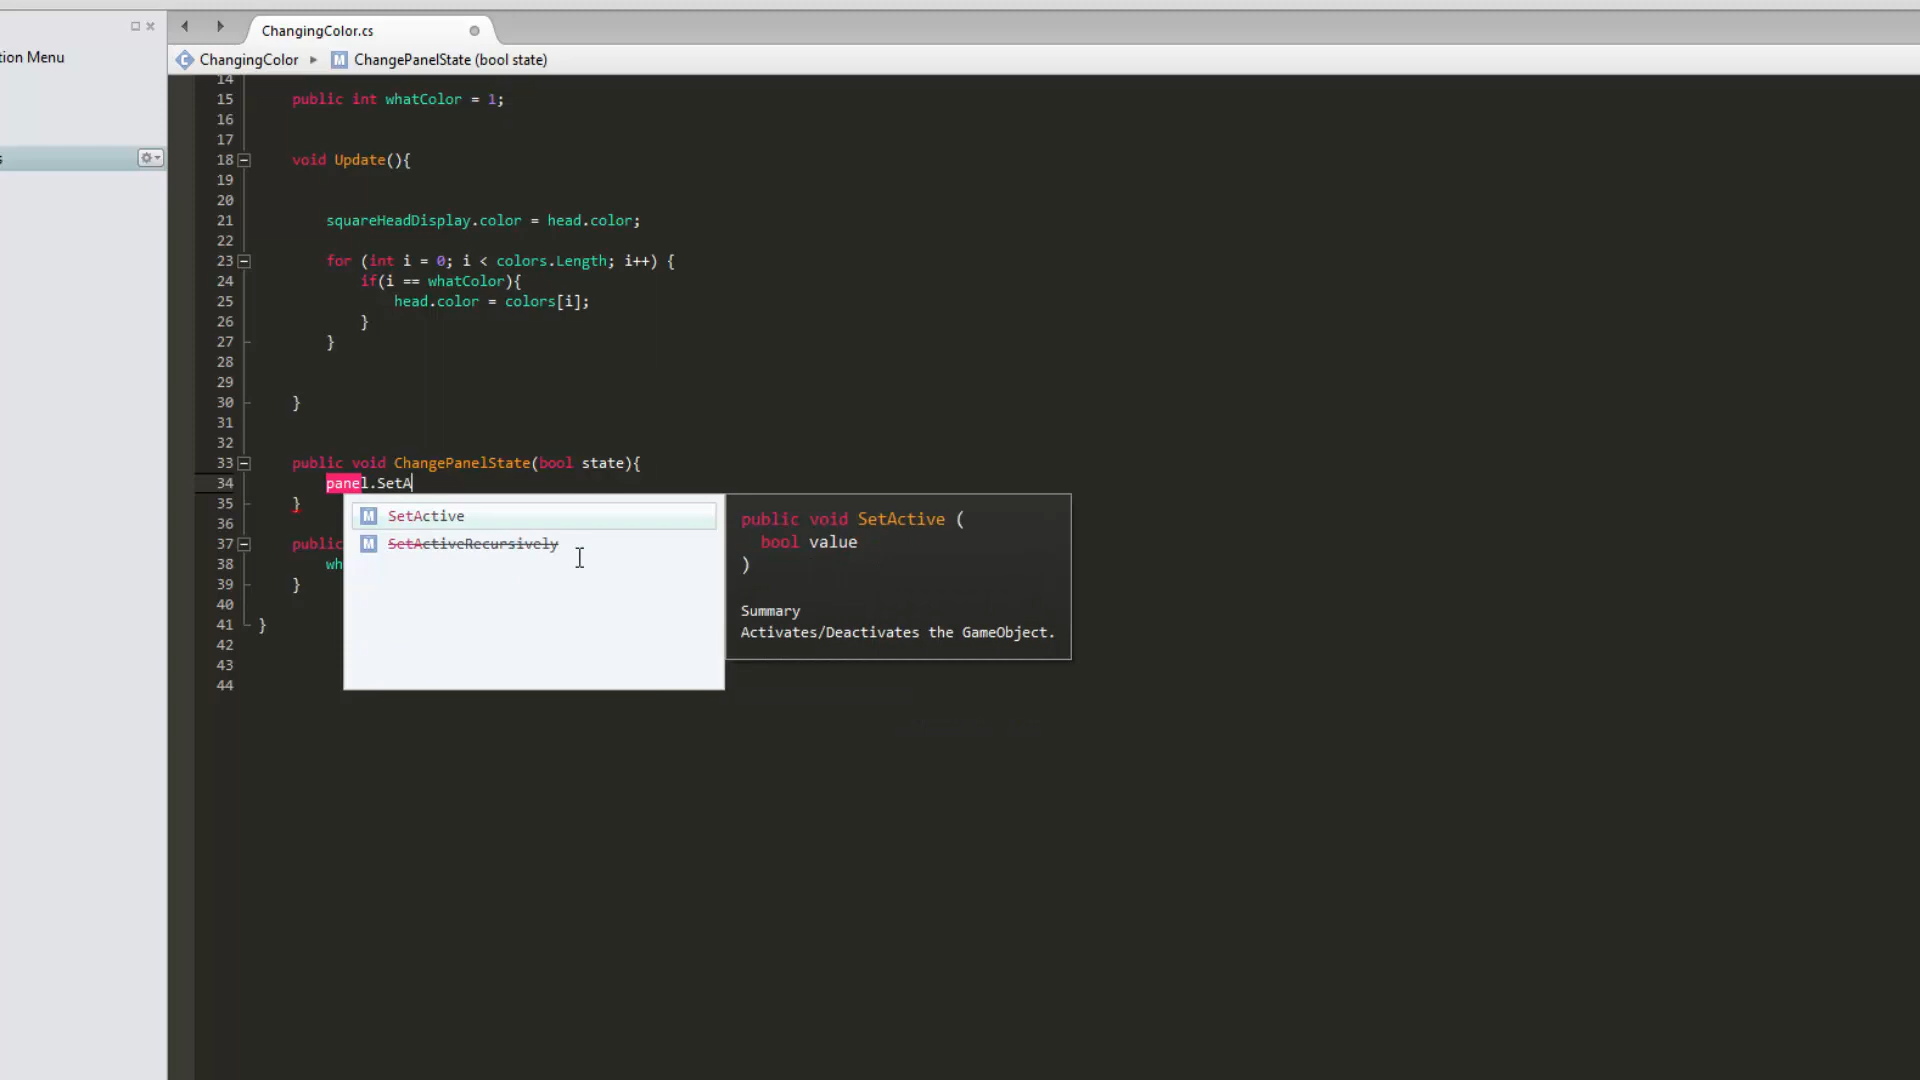 ChangingColor.cs
tion Menu
ChangingColor ▸ M ChangePanelState (bool state)
14
15 public int whatColor = 1;
16
17
18 void Update(){
19
20
21 squareHeadDisplay.color = head.color;
22
23 for (int i = 0; i < colors.Length; i++) {
24 if(i == whatColor){
25 head.color = colors[i];
26 }
27 }
28
29
30 }
31
32
33 public void ChangePanelState(bool state){
34 panel.SetA
35 }
36
37 public
38 wh
39 }
40
41 }
42
43
44
M SetActive
M SetActiveRecursively
public void SetActive (
bool value
)
Summary
Activates/Deactivates the GameObject.